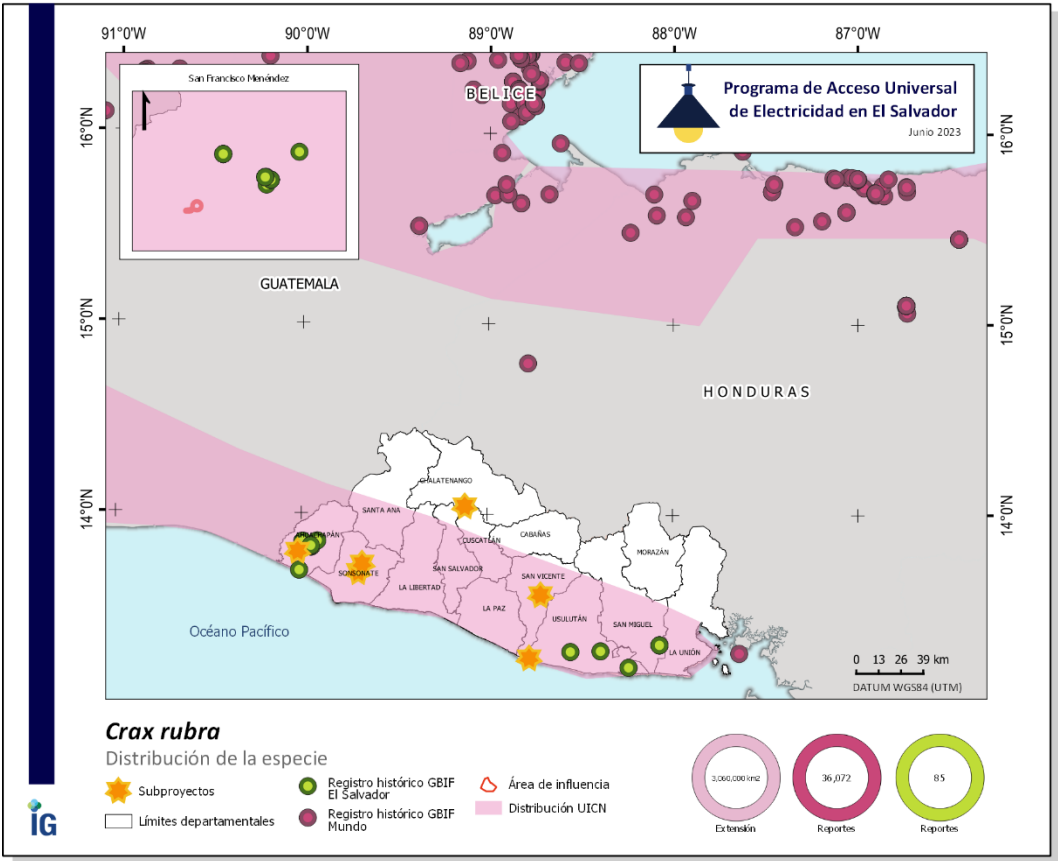 91°0'W 90°0'W 89°0'W 88°0'W 87°0'W
San Francisco Menéndez
BELICE
Programa de Acceso Universal
de Electricidad en El Salvador
Junio 2023
16°0'N 16°0'N
GUATEMALA
15°0'N 15°0'N
HONDURAS
CHALATENANGO
14°0'N 14°0'N
SANTA ANA
AHUACHAPÁN
CUSCATLÁN
CABAÑAS
MORAZÁN
SONSONATE
SAN SALVADOR
SAN VICENTE
LA LIBERTAD
LA PAZ
USULUTÁN
SAN MIGUEL
LA UNIÓN
Océano Pacífico
0 13 26 39 km
DATUM WGS84 (UTM)
Crax rubra
Distribución de la especie
Subproyectos
Límites departamentales
Registro histórico GBIF
El Salvador
Registro histórico GBIF
Mundo
Área de influencia
Distribución UICN
3,060,000 km2
Extensión
36,072
Reportes
85
Reportes
IG